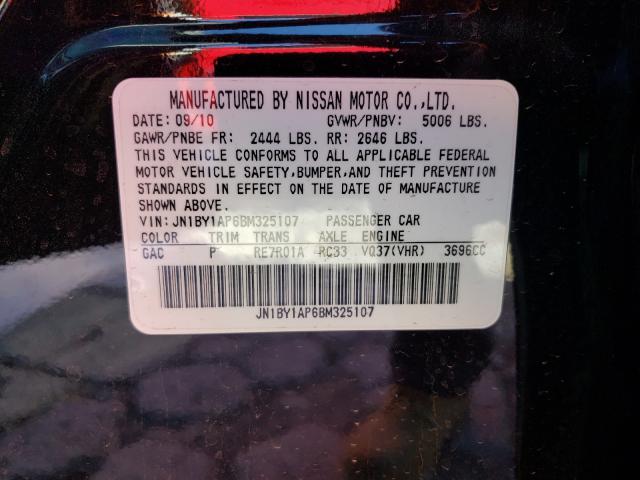 MANUFACTURED BY NISSAN MOTOR CO.,LTD.
DATE: 09/10 GVWR/PNBV: 5006 LBS.
GAWR/PNBE FR: 2444 LBS. RR: 2646 LBS.
THIS VEHICLE CONFORMS TO ALL APPLICABLE FEDERAL
MOTOR VEHICLE SAFETY,BUMPER,AND THEFT PREVENTION
STANDARDS IN EFFECT ON THE DATE OF MANUFACTURE
SHOWN ABOVE.
VIN: JN1BY1AP6BM325107 PASSENGER CAR
COLOR TRIM TRANS AXLE ENGINE
GAC P RE7R01A RC33 VQ37(VHR) 3696CC
JN1BY1AP6BM325107